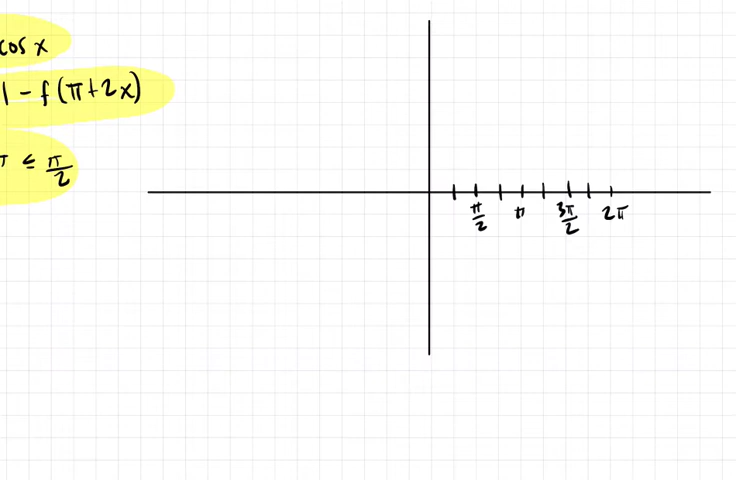 cos x
1 - f(π+2x)
π ≤ π/2
π/2 π 3π/2 2π